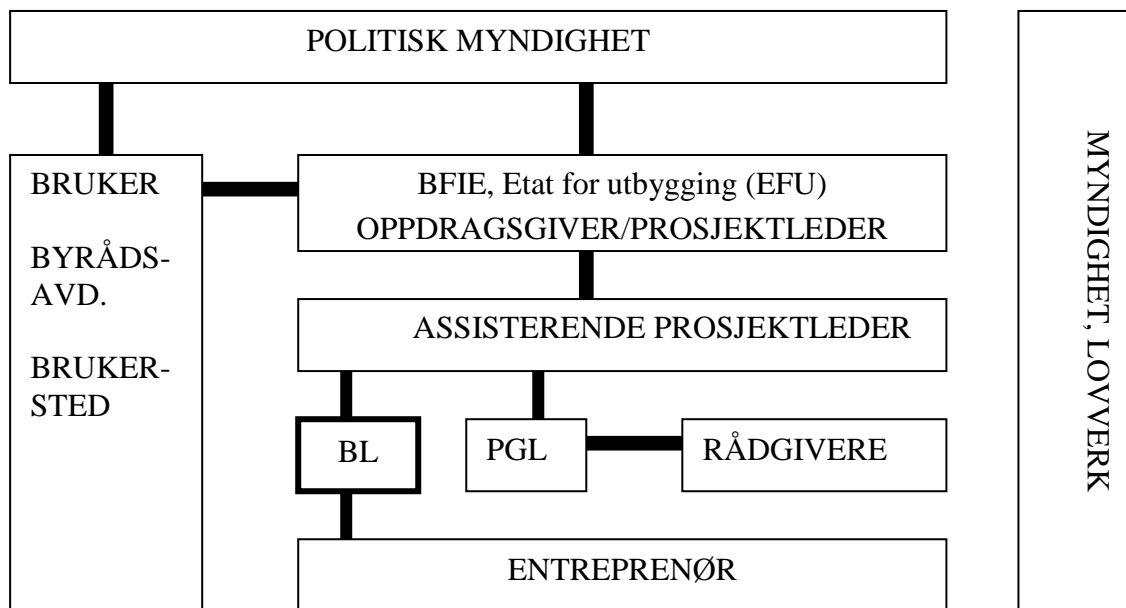 POLITISK MYNDIGHET
BRUKER
BYRÅDS-
AVD.
BRUKER-
STED
BFIE, Etat for utbygging (EFU)
OPPDRAGSGIVER/PROSJEKTLEDER
ASSISTERENDE PROSJEKTLEDER
BL
PGL
RÅDGIVERE
ENTREPRENØR
MYNDIGHET, LOVVERK